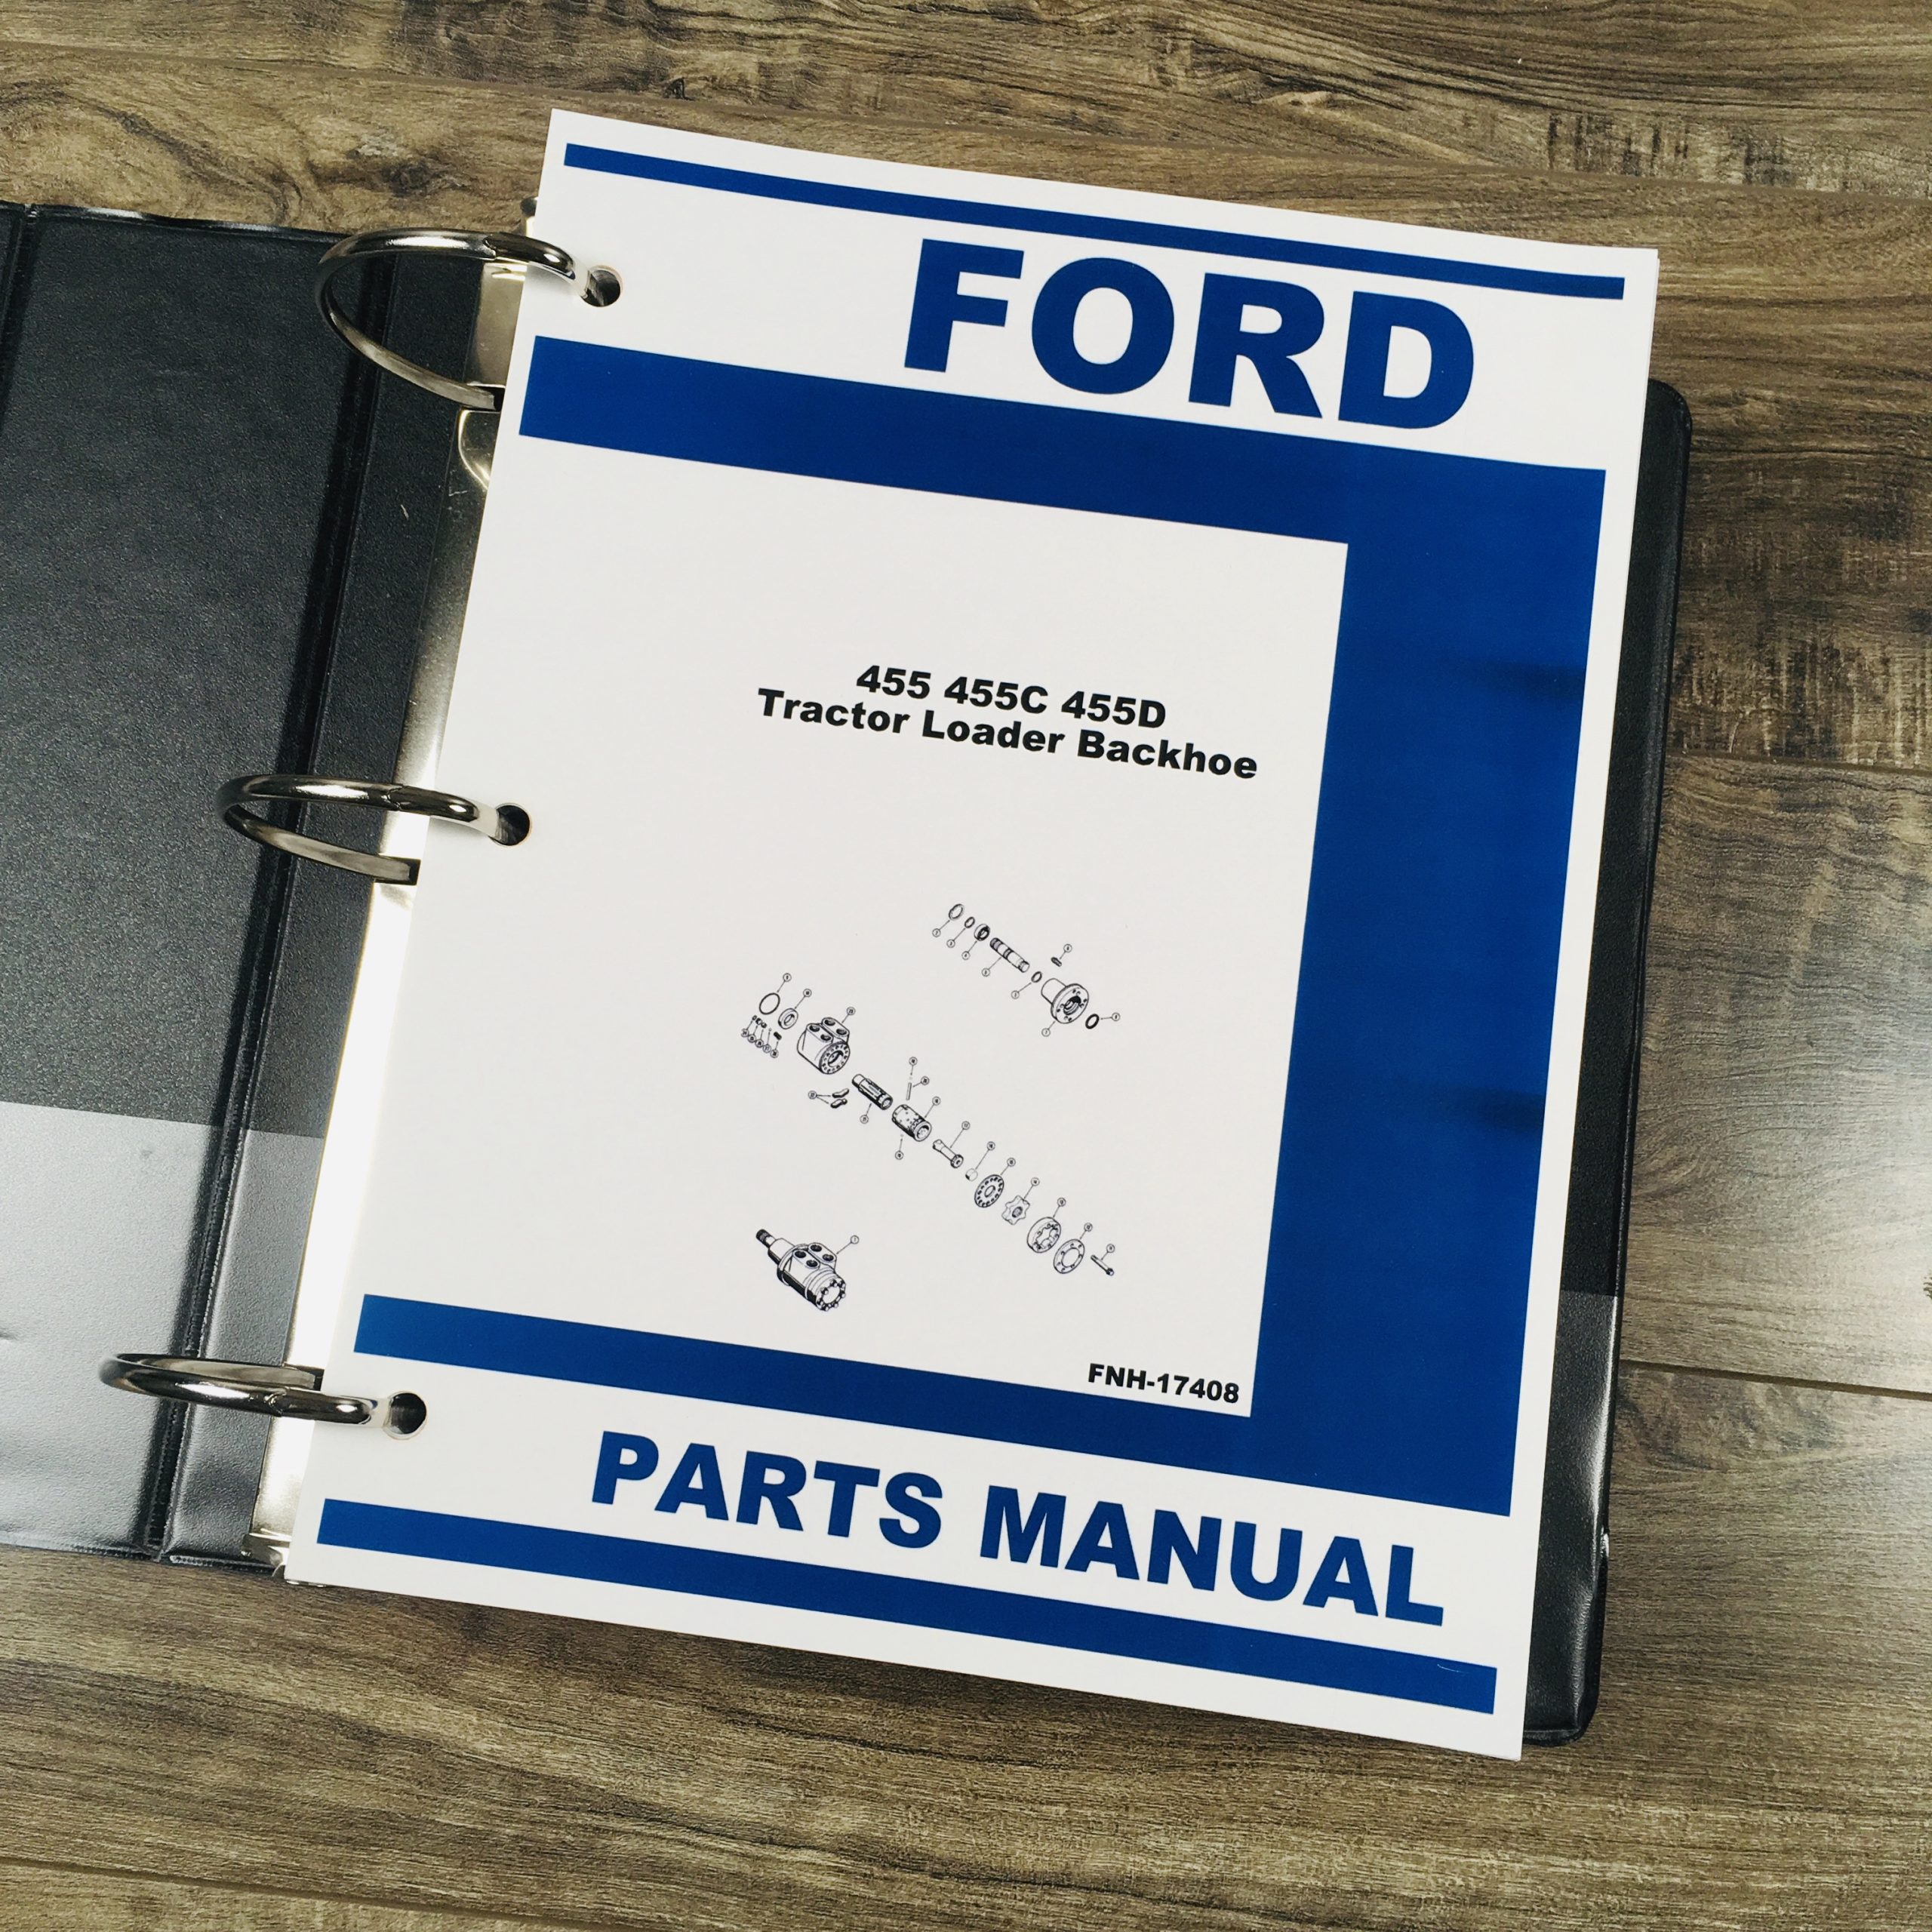 FORD
455 455C 455D
Tractor Loader Backhoe
FNH-17408
PARTS MANUAL